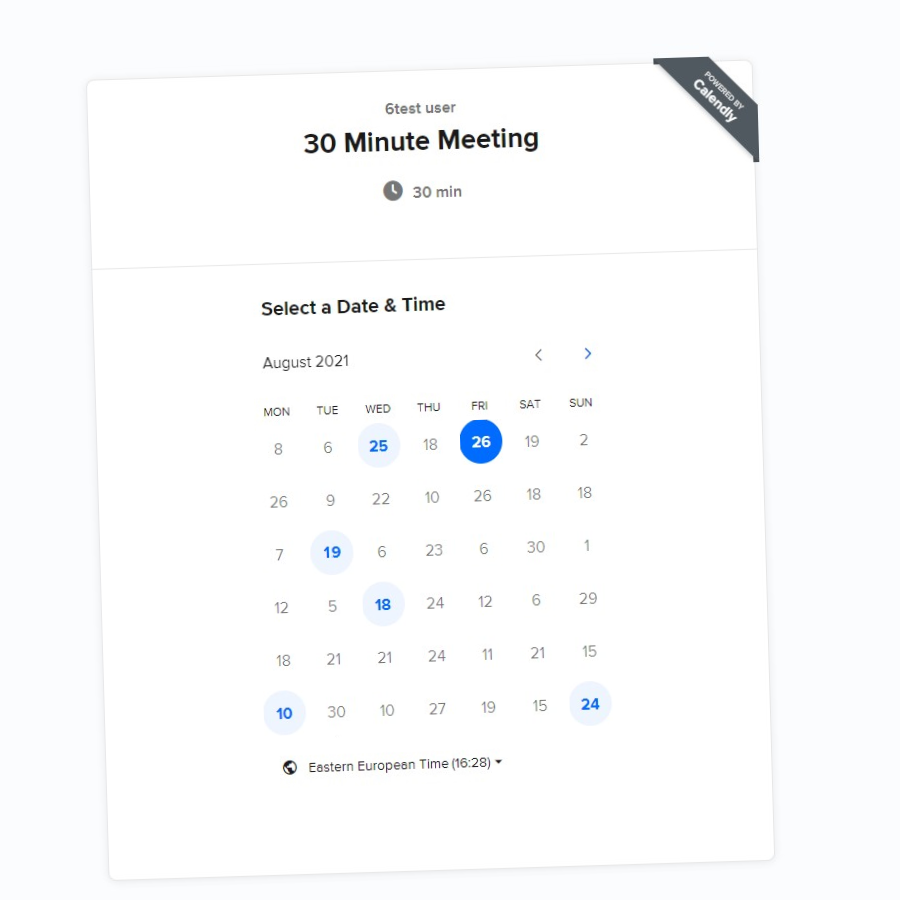 POWERED BY
Calendly
6test user
30 Minute Meeting
30 min
Select a Date & Time
August 2021
MON TUE WED THU FRI SAT SUN
8 6 25 18 26 19 2
26 9 22 10 26 18 18
7 19 6 23 6 30 1
12 5 18 24 12 6 29
18 21 21 24 11 21 15
10 30 10 27 19 15 24
Eastern European Time (16:28)